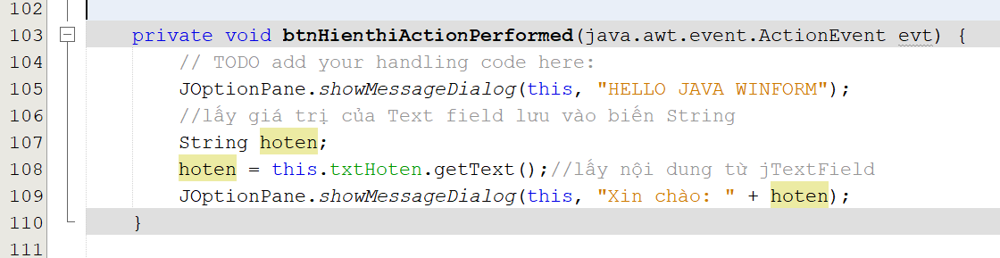 102
103 private void btnHienthiActionPerformed(java.awt.event.ActionEvent evt) {
104 // TODO add your handling code here:
105 JOptionPane.showMessageDialog(this, "HELLO JAVA WINFORM");
106 //lấy giá trị của Text field lưu vào biến String
107 String hoten;
108 hoten = this.txtHoten.getText();//lấy nội dung từ jTextField
109 JOptionPane.showMessageDialog(this, "Xin chào: " + hoten);
110 }
111